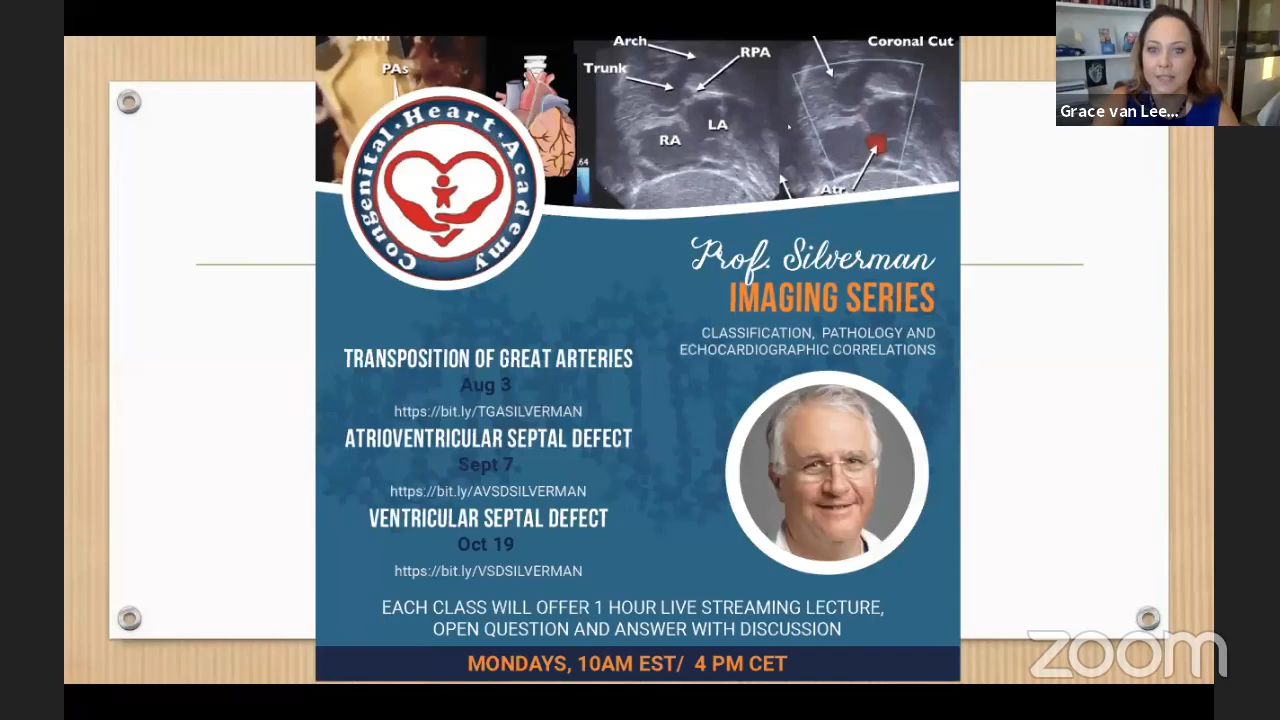 Arch
PAs
Arch
Trunk
RPA
LA
RA
Coronal Cut
.64
Atr.
Grace van Lee...
Congenital • Heart • Academy
Prof. Silverman
IMAGING SERIES
CLASSIFICATION, PATHOLOGY AND
ECHOCARDIOGRAPHIC CORRELATIONS
TRANSPOSITION OF GREAT ARTERIES
Aug 3
https://bit.ly/TGASILVERMAN
ATRIOVENTRICULAR SEPTAL DEFECT
Sept 7
https://bit.ly/AVSDSILVERMAN
VENTRICULAR SEPTAL DEFECT
Oct 19
https://bit.ly/VSDSILVERMAN
EACH CLASS WILL OFFER 1 HOUR LIVE STREAMING LECTURE,
OPEN QUESTION AND ANSWER WITH DISCUSSION
MONDAYS, 10AM EST/ 4 PM CET
zoom